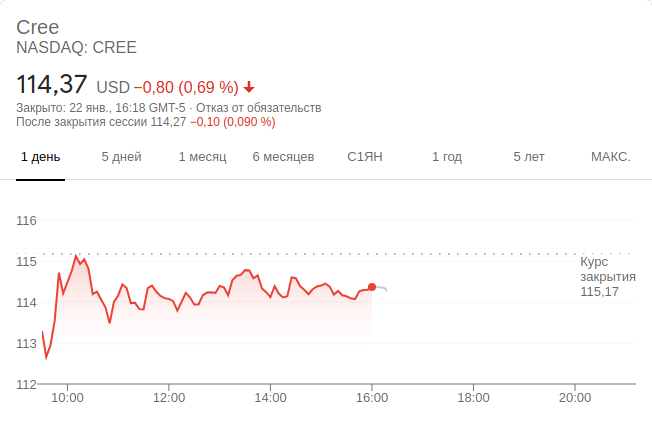 Cree
NASDAQ: CREE
114,37 USD −0,80 (0,69 %)
Закрыто: 22 янв., 16:18 GMT-5 · Отказ от обязательств
После закрытия сессии 114,27 −0,10 (0,090 %)
1 день 5 дней 1 месяц 6 месяцев С1ЯН 1 год 5 лет МАКС.
116
115
114
113
112
Курс
закрытия
115,17
10:00 12:00 14:00 16:00 18:00 20:00